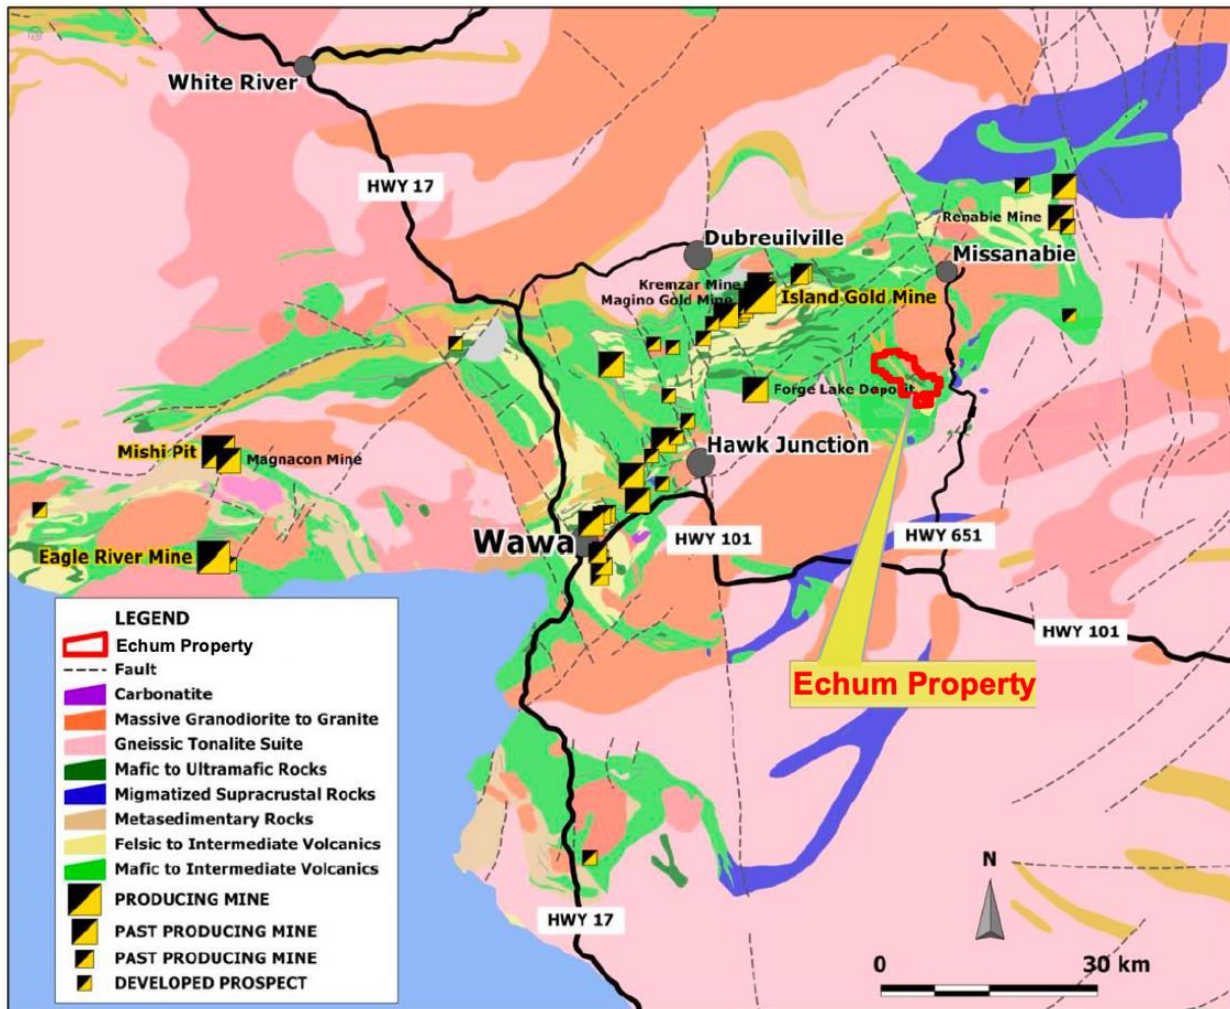 White River
HWY 17
Dubreuilville
Renabie Mine
Missanabie
Kremzar Mine
Magino Gold Mine
Island Gold Mine
Forge Lake Deposit
Mishi Pit
Magnacon Mine
Hawk Junction
Eagle River Mine
Wawa
HWY 101
HWY 651
HWY 101
Echum Property
HWY 17
LEGEND
Echum Property
Fault
Carbonatite
Massive Granodiorite to Granite
Gneissic Tonalite Suite
Mafic to Ultramafic Rocks
Migmatized Supracrustal Rocks
Metasedimentary Rocks
Felsic to Intermediate Volcanics
Mafic to Intermediate Volcanics
PRODUCING MINE
PAST PRODUCING MINE
PAST PRODUCING MINE
DEVELOPED PROSPECT
N
0 30 km